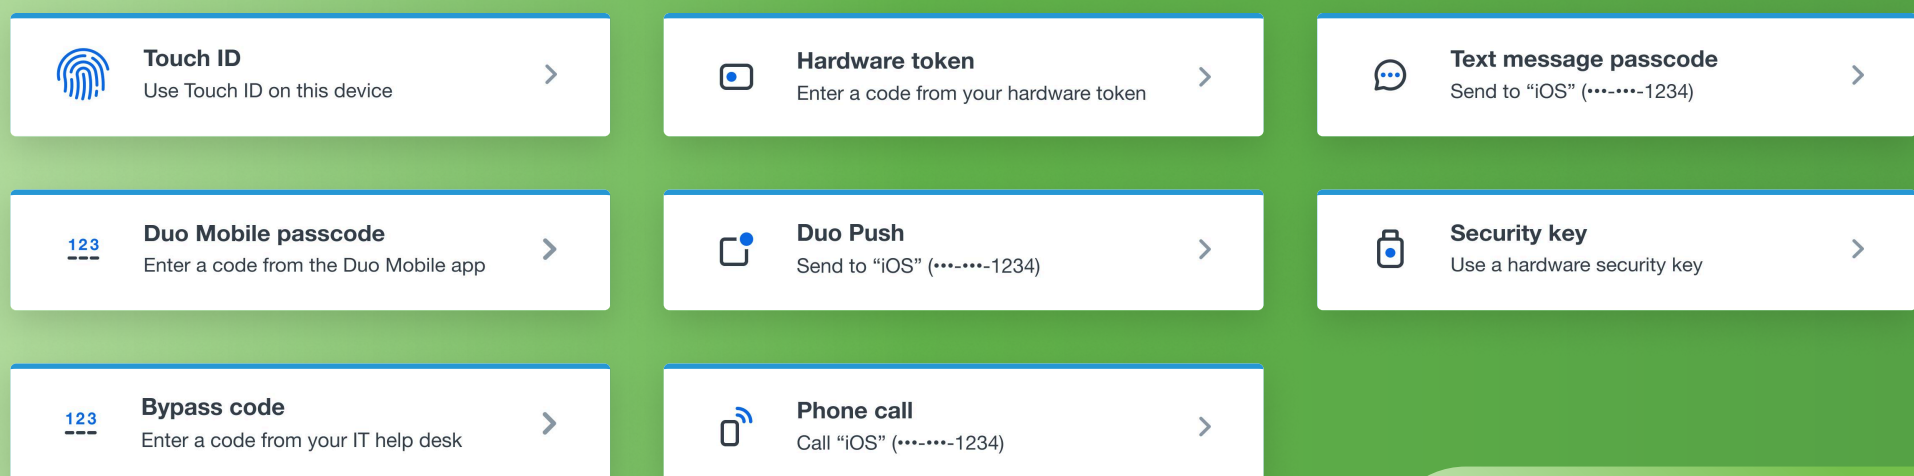 Touch ID
Use Touch ID on this device
Hardware token
Enter a code from your hardware token
Text message passcode
Send to “iOS” (•••-•••-1234)
123
Duo Mobile passcode
Enter a code from the Duo Mobile app
Duo Push
Send to “iOS” (•••-•••-1234)
Security key
Use a hardware security key
123
Bypass code
Enter a code from your IT help desk
Phone call
Call “iOS” (•••-•••-1234)